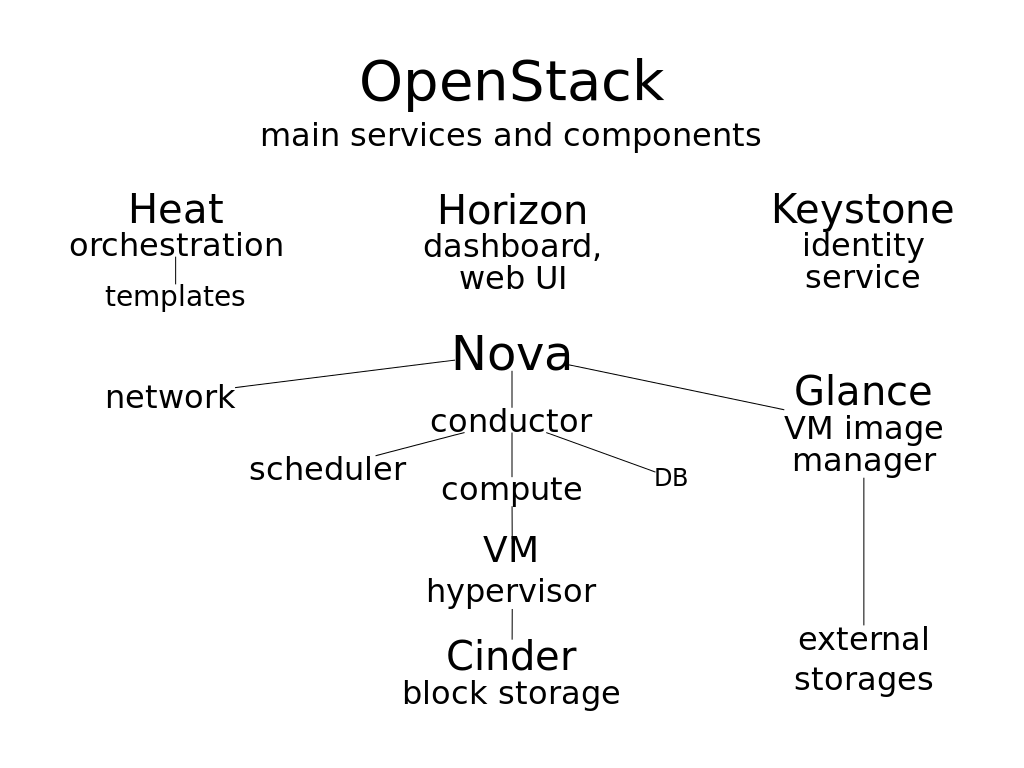 OpenStack
main services and components
Heat
orchestration
templates
Horizon
dashboard,
web UI
Keystone
identity
service
Nova
network
conductor
scheduler
compute
DB
VM
hypervisor
Cinder
block storage
Glance
VM image
manager
external
storages